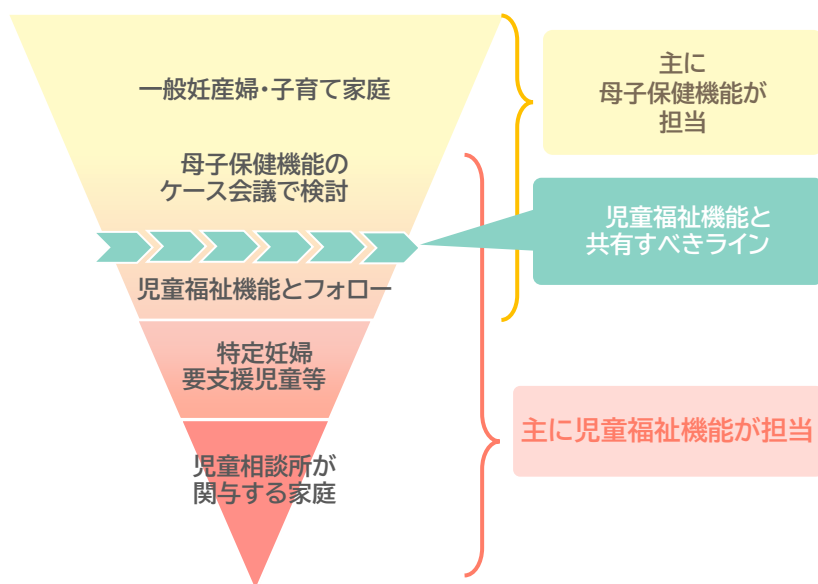 一般妊産婦・子育て家庭
母子保健機能の
ケース会議で検討
児童福祉機能とフォロー
特定妊婦
要支援児童等
児童相談所が
関与する家庭
主に
母子保健機能が
担当
児童福祉機能と
共有すべきライン
主に児童福祉機能が担当